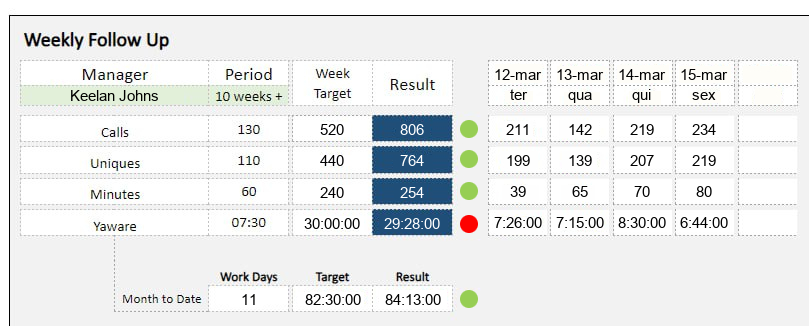 Weekly Follow Up
Manager Period Week Target Result 12-mar 13-mar 14-mar 15-mar
Keelan Johns 10 weeks + ter qua qui sex
Calls 130 520 806 211 142 219 234
Uniques 110 440 764 199 139 207 219
Minutes 60 240 254 39 65 70 80
Yaware 07:30 30:00:00 29:28:00 7:26:00 7:15:00 8:30:00 6:44:00
Work Days Target Result
Month to Date 11 82:30:00 84:13:00